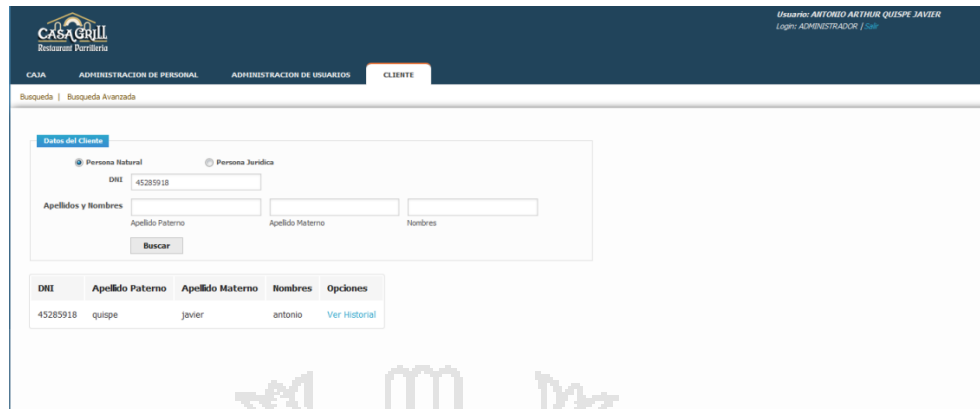 CASAGRILL
Restaurant Parrilleria
Usuario: ANTONIO ARTHUR QUISPE JAVIER
Login: ADMINISTRADOR | Salir
CAJA ADMINISTRACION DE PERSONAL ADMINISTRACION DE USUARIOS CLIENTE
Busqueda | Busqueda Avanzada
Datos del Cliente
Persona Natural Persona Juridica
DNI 45285918
Apellidos y Nombres
Apellido Paterno Apellido Materno Nombres
Buscar
DNI Apellido Paterno Apellido Materno Nombres Opciones
45285918 quispe javier antonio Ver Historial